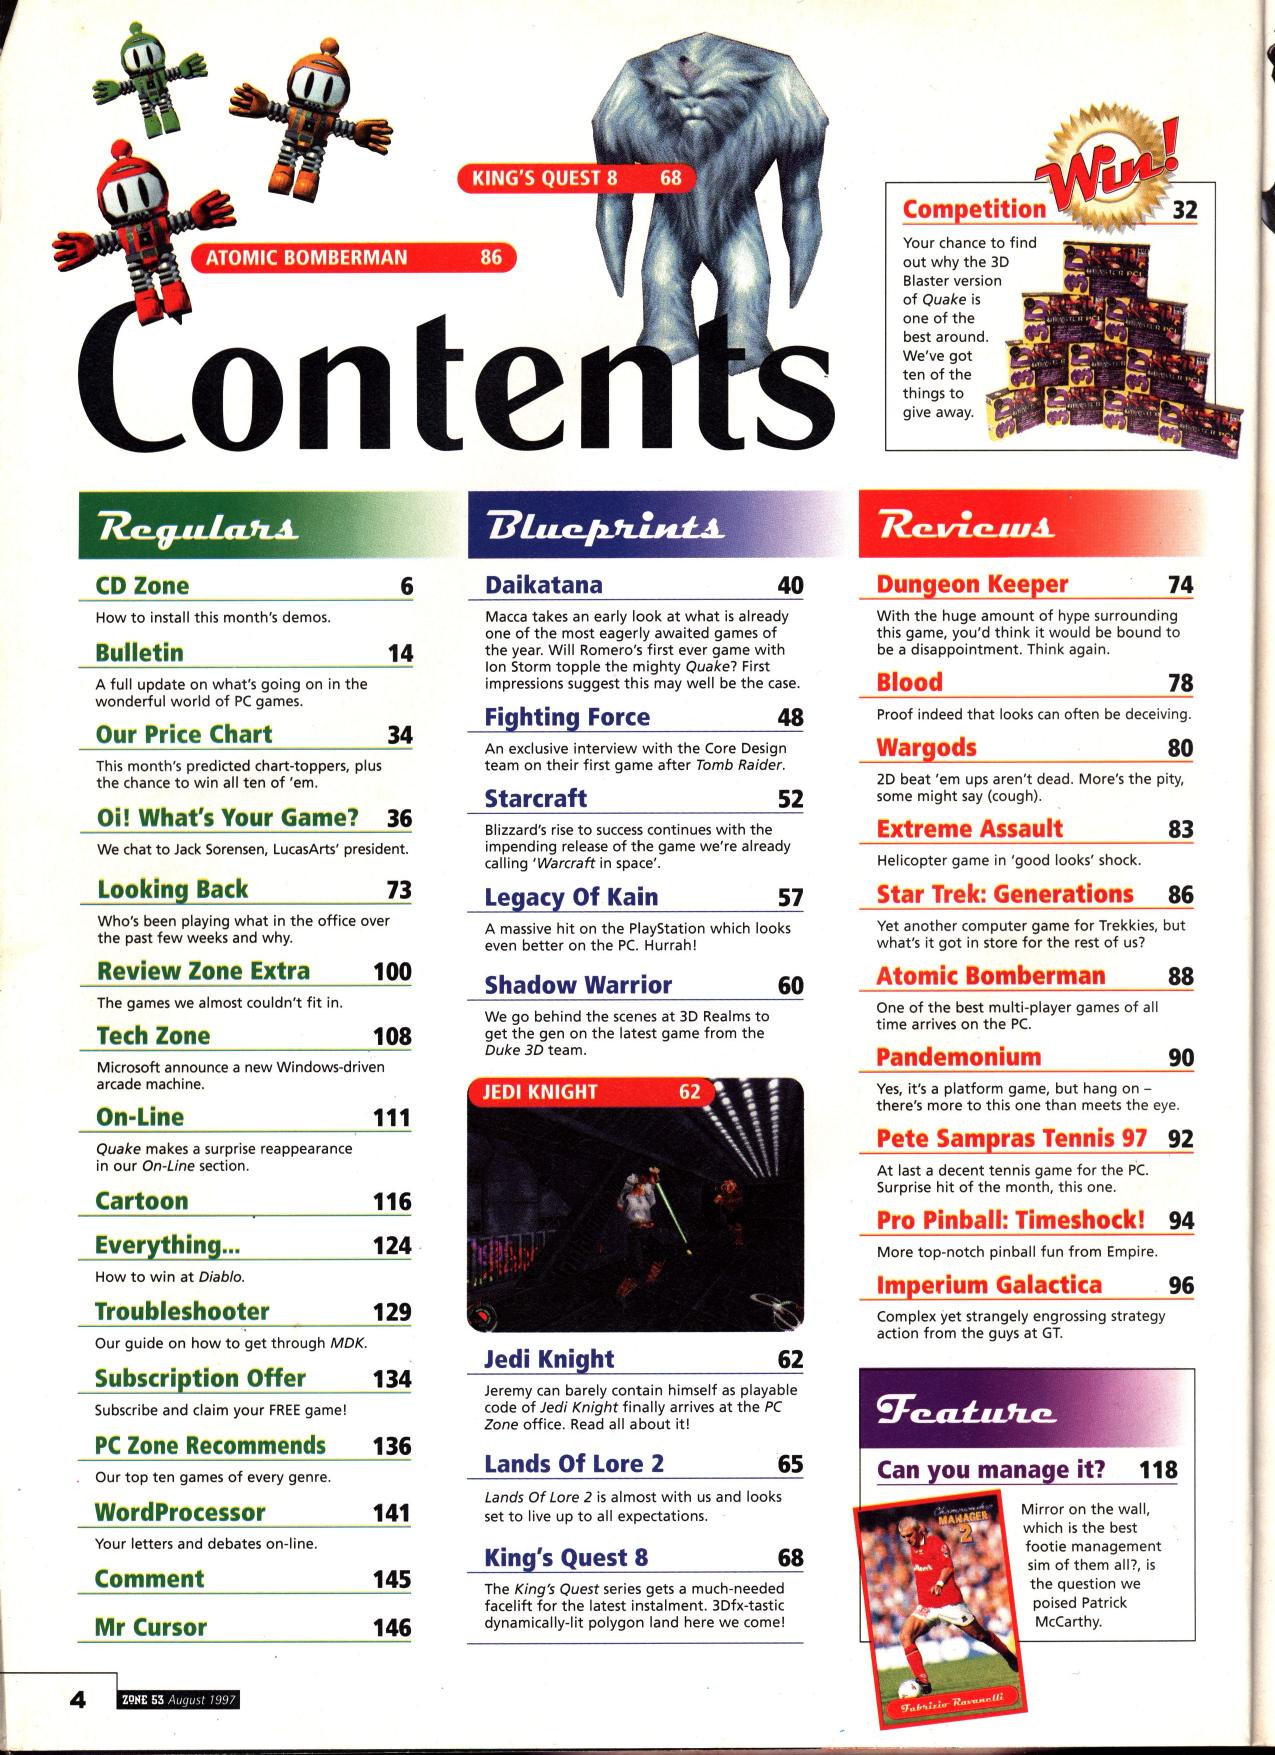 KING'S QUEST 8 68
ATOMIC BOMBERMAN 86
Contents
Win!
Competition 32
Your chance to find
out why the 3D
Blaster version
of Quake is
one of the
best around.
We've got
ten of the
things to
give away.
Regulars
CD Zone 6
How to install this month's demos.
Bulletin 14
A full update on what's going on in the
wonderful world of PC games.
Our Price Chart 34
This month's predicted chart-toppers, plus
the chance to win all ten of 'em.
Oi! What's Your Game? 36
We chat to Jack Sorensen, LucasArts' president.
Looking Back 73
Who's been playing what in the office over
the past few weeks and why.
Review Zone Extra 100
The games we almost couldn't fit in.
Tech Zone 108
Microsoft announce a new Windows-driven
arcade machine.
On-Line 111
Quake makes a surprise reappearance
in our On-Line section.
Cartoon 116
Everything... 124
How to win at Diablo.
Troubleshooter 129
Our guide on how to get through MDK.
Subscription Offer 134
Subscribe and claim your FREE game!
PC Zone Recommends 136
Our top ten games of every genre.
WordProcessor 141
Your letters and debates on-line.
Comment 145
Mr Cursor 146
Blueprints
Daikatana 40
Macca takes an early look at what is already
one of the most eagerly awaited games of
the year. Will Romero's first ever game with
Ion Storm topple the mighty Quake? First
impressions suggest this may well be the case.
Fighting Force 48
An exclusive interview with the Core Design
team on their first game after Tomb Raider.
Starcraft 52
Blizzard's rise to success continues with the
impending release of the game we're already
calling 'Warcraft in space'.
Legacy Of Kain 57
A massive hit on the PlayStation which looks
even better on the PC. Hurrah!
Shadow Warrior 60
We go behind the scenes at 3D Realms to
get the gen on the latest game from the
Duke 3D team.
JEDI KNIGHT 62
Jedi Knight 62
Jeremy can barely contain himself as playable
code of Jedi Knight finally arrives at the PC
Zone office. Read all about it!
Lands Of Lore 2 65
Lands Of Lore 2 is almost with us and looks
set to live up to all expectations.
King's Quest 8 68
The King's Quest series gets a much-needed
facelift for the latest instalment. 3Dfx-tastic
dynamically-lit polygon land here we come!
Reviews
Dungeon Keeper 74
With the huge amount of hype surrounding
this game, you'd think it would be bound to
be a disappointment. Think again.
Blood 78
Proof indeed that looks can often be deceiving.
Wargods 80
2D beat 'em ups aren't dead. More's the pity,
some might say (cough).
Extreme Assault 83
Helicopter game in 'good looks' shock.
Star Trek: Generations 86
Yet another computer game for Trekkies, but
what's it got in store for the rest of us?
Atomic Bomberman 88
One of the best multi-player games of all
time arrives on the PC.
Pandemonium 90
Yes, it's a platform game, but hang on –
there's more to this one than meets the eye.
Pete Sampras Tennis 97 92
At last a decent tennis game for the PC.
Surprise hit of the month, this one.
Pro Pinball: Timeshock! 94
More top-notch pinball fun from Empire.
Imperium Galactica 96
Complex yet strangely engrossing strategy
action from the guys at GT.
Feature
Can you manage it? 118
Mirror on the wall,
which is the best
footie management
sim of them all?, is
the question we
poised Patrick
McCarthy.
Championship
MANAGER
2
Fabrizio Ravanelli
4 ZONE 53 August 1997